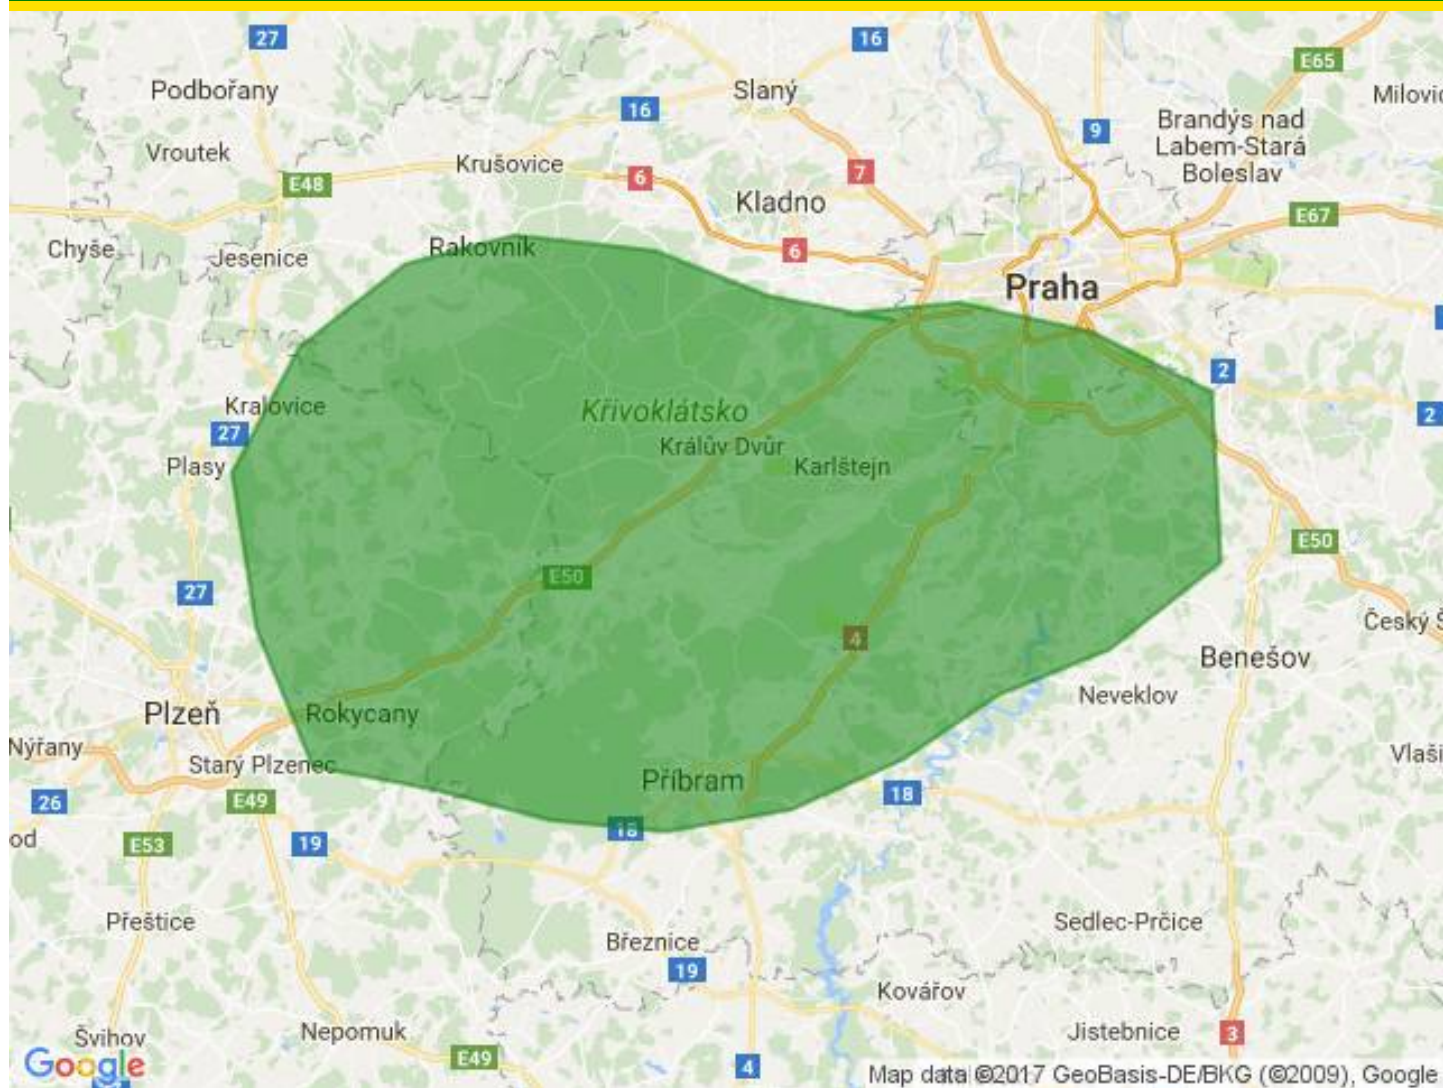 27
16
E65
Podbořany
Slaný
Milovic
16
Brandýs nad
Labem-Stará
Boleslav
9
Vroutek
Krušovice
E48
6
7
Kladno
E67
Chyše
Jesenice
Rakovník
6
Praha
2
Kralovice
Křivoklátsko
2
27
Králův Dvůr
Plasy
Karlštejn
E50
E50
27
Český
4
Benešov
Neveklov
Plzeň
Rokycany
Nýřany
Starý Plzenec
Vlaši
Příbram
26
E49
18
18
od
E53
19
Přeštice
Sedlec-Prčice
Březnice
19
Kovářov
Švihov
Nepomuk
Jistebnice
3
Google
E49
4
Map data ©2017 GeoBasis-DE/BKG (©2009), Google